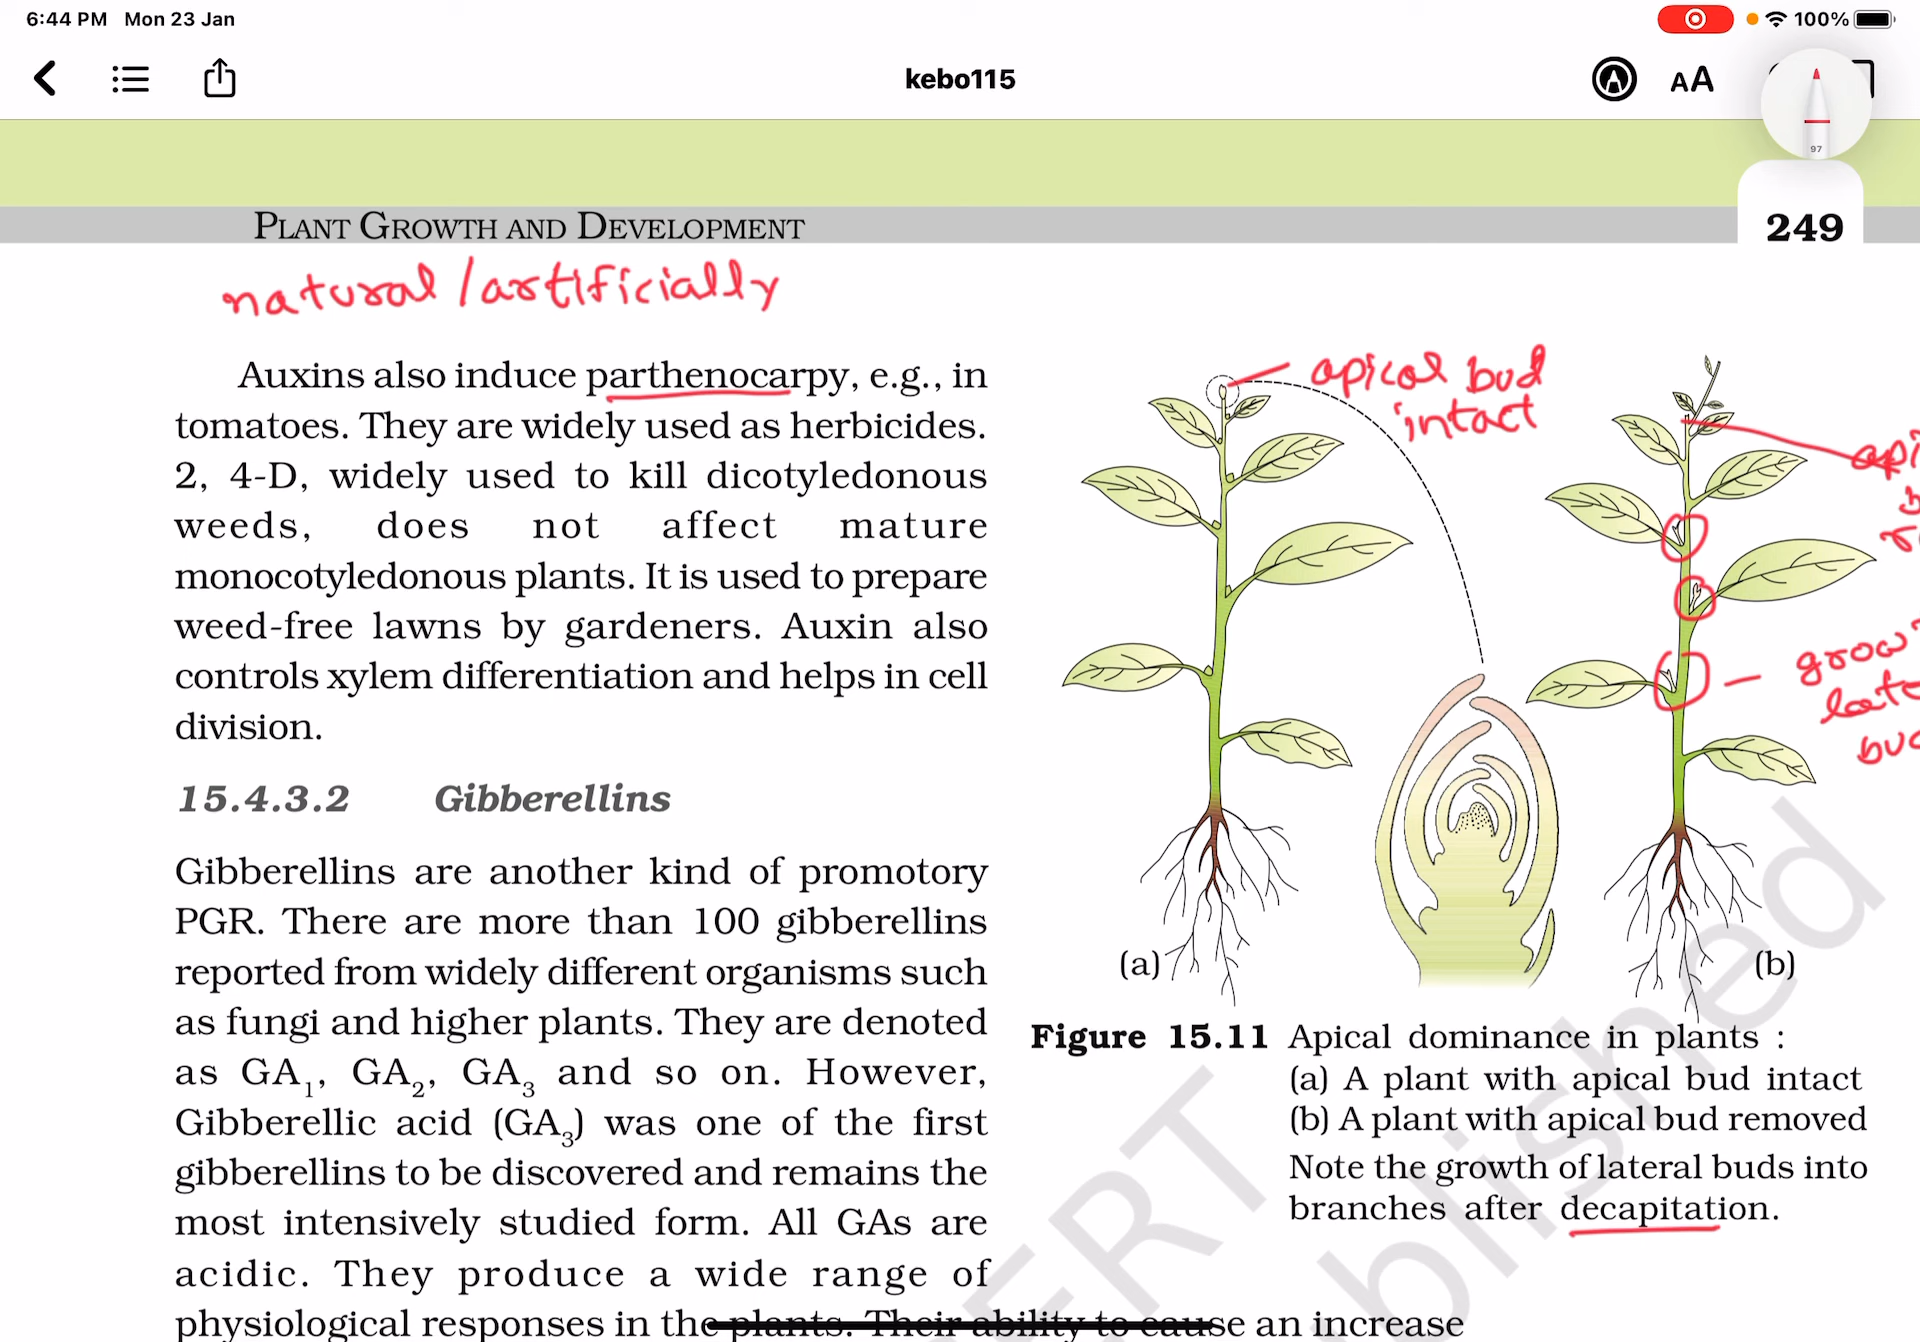 6:44 PM Mon 23 Jan
100%
kebo115
AA
97
PLANT GROWTH AND DEVELOPMENT
249
natural / artificially
Auxins also induce parthenocarpy, e.g., in
tomatoes. They are widely used as herbicides.
2, 4-D, widely used to kill dicotyledonous
weeds, does not affect mature
monocotyledonous plants. It is used to prepare
weed-free lawns by gardeners. Auxin also
controls xylem differentiation and helps in cell
division.
15.4.3.2 Gibberellins
Gibberellins are another kind of promotory
PGR. There are more than 100 gibberellins
reported from widely different organisms such
as fungi and higher plants. They are denoted
as GA₁, GA₂, GA₃ and so on. However,
Gibberellic acid (GA₃) was one of the first
gibberellins to be discovered and remains the
most intensively studied form. All GAs are
acidic. They produce a wide range of
physiological responses in the plants. Their ability to cause an increase
apical bud
intact
(a)
(b)
Figure 15.11 Apical dominance in plants :
(a) A plant with apical bud intact
(b) A plant with apical bud removed
Note the growth of lateral buds into
branches after decapitation.